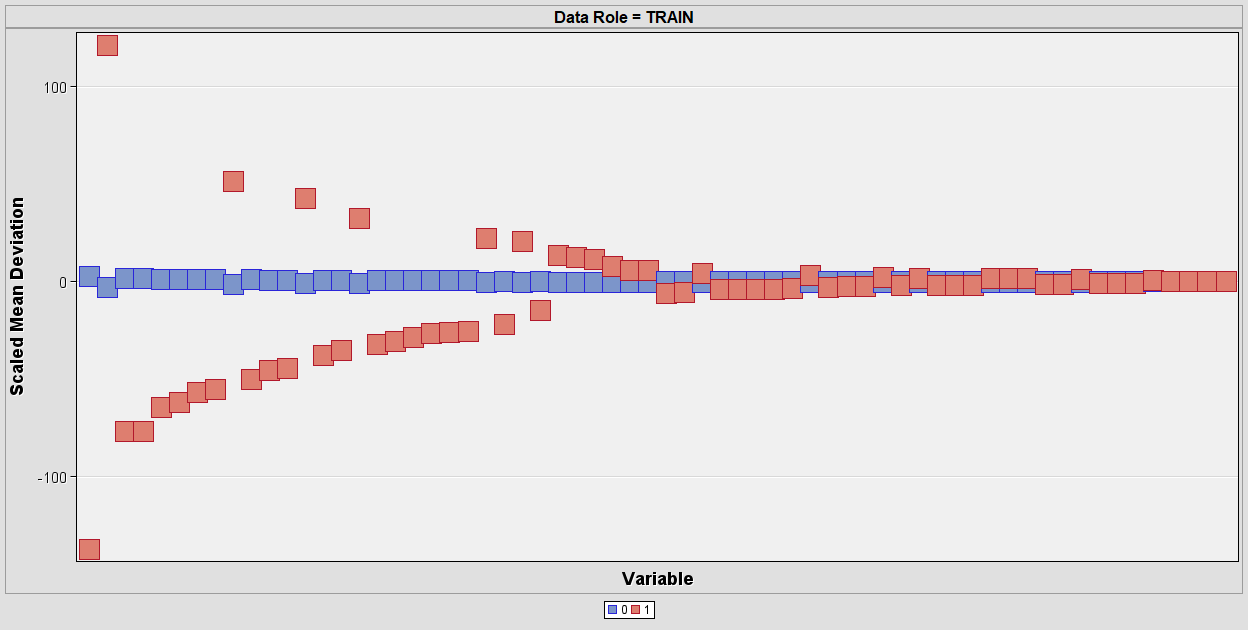 Data Role = TRAIN
100
0
-100
Scaled Mean Deviation
Variable
0 1